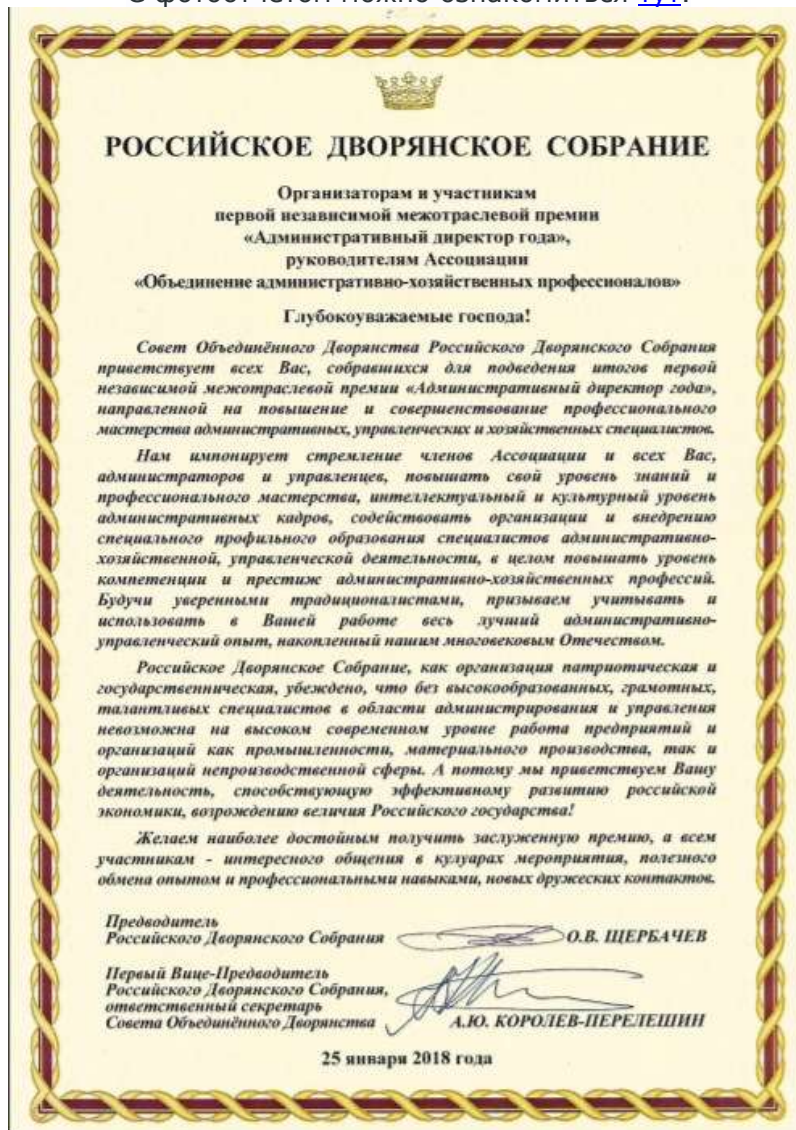 РОССИЙСКОЕ ДВОРЯНСКОЕ СОБРАНИЕ
Организаторам и участникам
первой независимой межотраслевой премии
«Административный директор года»,
руководителям Ассоциации
«Объединение административно-хозяйственных профессионалов»
Глубокоуважаемые господа!
Совет Объединённого Дворянства Российского Дворянского Собрания
приветствует всех Вас, собравшихся для подведения итогов первой
независимой межотраслевой премии «Административный директор года»,
направленной на повышение и совершенствование профессионального
мастерства административных, управленческих и хозяйственных специалистов.
Нам импонирует стремление членов Ассоциации и всех Вас,
администраторов и управленцев, повышать свой уровень знаний и
профессионального мастерства, интеллектуальный и культурный уровень
административных кадров, содействовать организации и внедрению
специального профильного образования специалистов административно-
хозяйственной, управленческой деятельности, в целом повышать уровень
компетенции и престиж административно-хозяйственных профессий.
Будучи уверенными традиционалистами, призываем учитывать и
использовать в Вашей работе весь лучший административно-
управленческий опыт, накопленный нашим многовековым Отечеством.
Российское Дворянское Собрание, как организация патриотическая и
государственническая, убеждено, что без высокообразованных, грамотных,
талантливых специалистов в области администрирования и управления
невозможна на высоком современном уровне работа предприятий и
организаций как промышленности, материального производства, так и
организаций непроизводственной сферы. А потому мы приветствуем Вашу
деятельность, способствующую эффективному развитию российской
экономики, возрождению величия Российского государства!
Желаем наиболее достойным получить заслуженную премию, а всем
участникам - интересного общения в кулуарах мероприятия, полезного
обмена опытом и профессиональными навыками, новых дружеских контактов.
Предводитель
Российского Дворянского Собрания О.В. ЩЕРБАЧЕВ
Первый Вице-Предводитель
Российского Дворянского Собрания,
ответственный секретарь
Совета Объединённого Дворянства А.Ю. КОРОЛЕВ-ПЕРЕЛЕШИН
25 января 2018 года